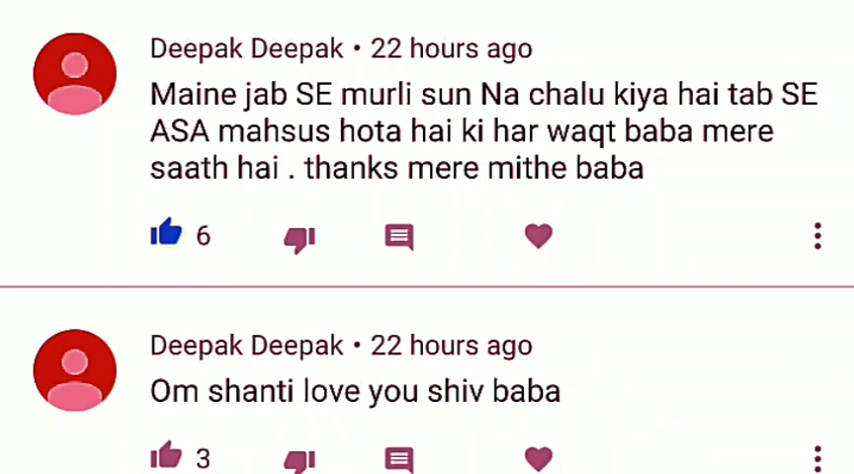 Deepak Deepak • 22 hours ago
Maine jab SE murli sun Na chalu kiya hai tab SE
ASA mahsus hota hai ki har waqt baba mere
saath hai . thanks mere mithe baba
6
Deepak Deepak • 22 hours ago
Om shanti love you shiv baba
3